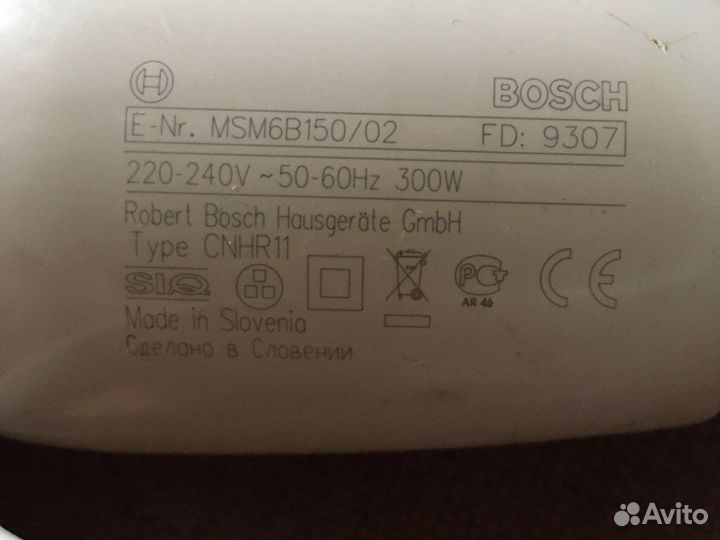 BOSCH
E-Nr. MSM6B150/02 FD: 9307
220-240V ~ 50-60Hz 300W
Robert Bosch Hausgeräte GmbH
Type CNHR11
SIQ PC CE
АЯ 46
Made in Slovenia
Сделано в Словении
Avito